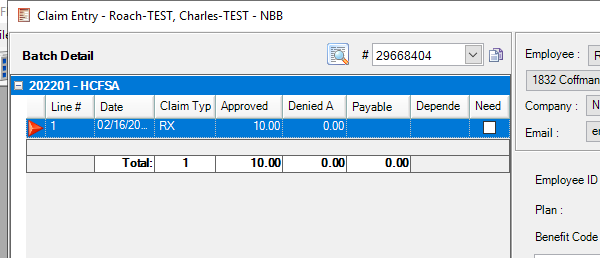 Claim Entry - Roach-TEST, Charles-TEST - NBB
Batch Detail # 29668404
202201 - HCFSA
Line # Date Claim Typ Approved Denied A Payable Depende Need
1 02/16/20... RX 10.00 0.00
Total: 1 10.00 0.00 0.00
Employee :
1832 Coffman
Company : N
Email :
Employee ID
Plan :
Benefit Code